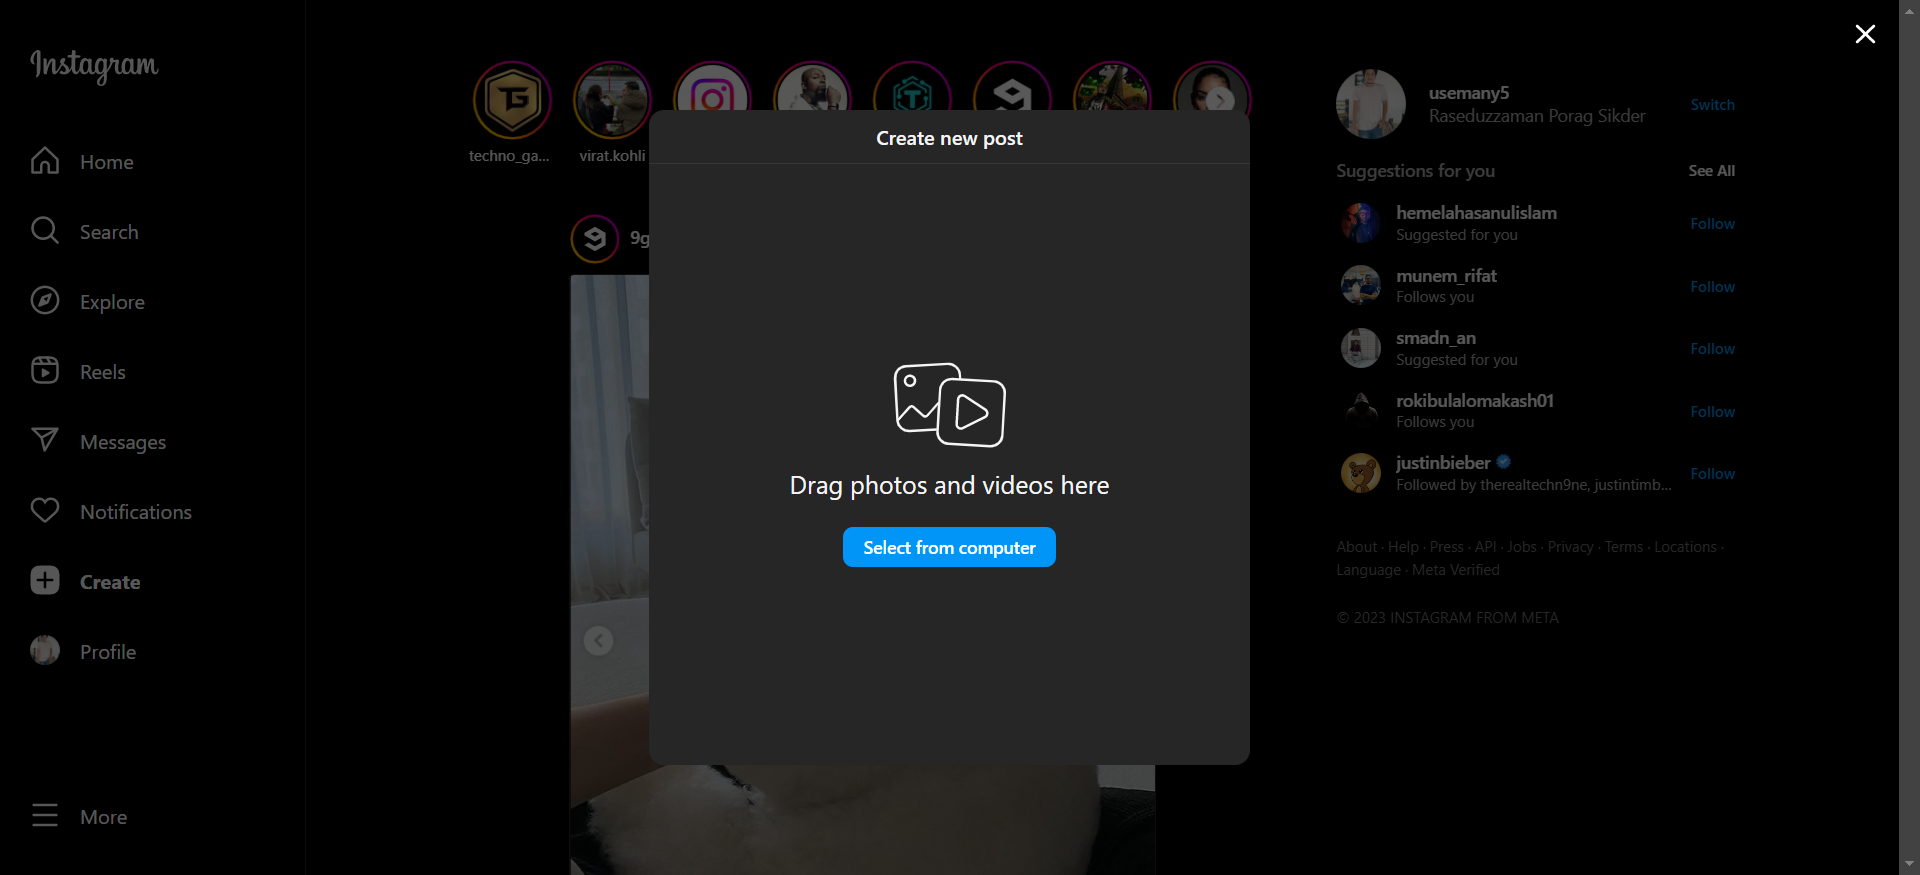 Instagram
Home
Search
Explore
Reels
Messages
Notifications
Create
Profile
More
techno_ga...
virat.kohli
9g
Create new post
Drag photos and videos here
Select from computer
usemany5
Raseduzzaman Porag Sikder
Switch
Suggestions for you
See All
hemelahasanulislam
Suggested for you
Follow
munem_rifat
Follows you
Follow
smadn_an
Suggested for you
Follow
rokibulalomakash01
Follows you
Follow
justinbieber
Followed by therealtechn9ne, justintimb...
Follow
About · Help · Press · API · Jobs · Privacy · Terms · Locations ·
Language · Meta Verified
© 2023 INSTAGRAM FROM META